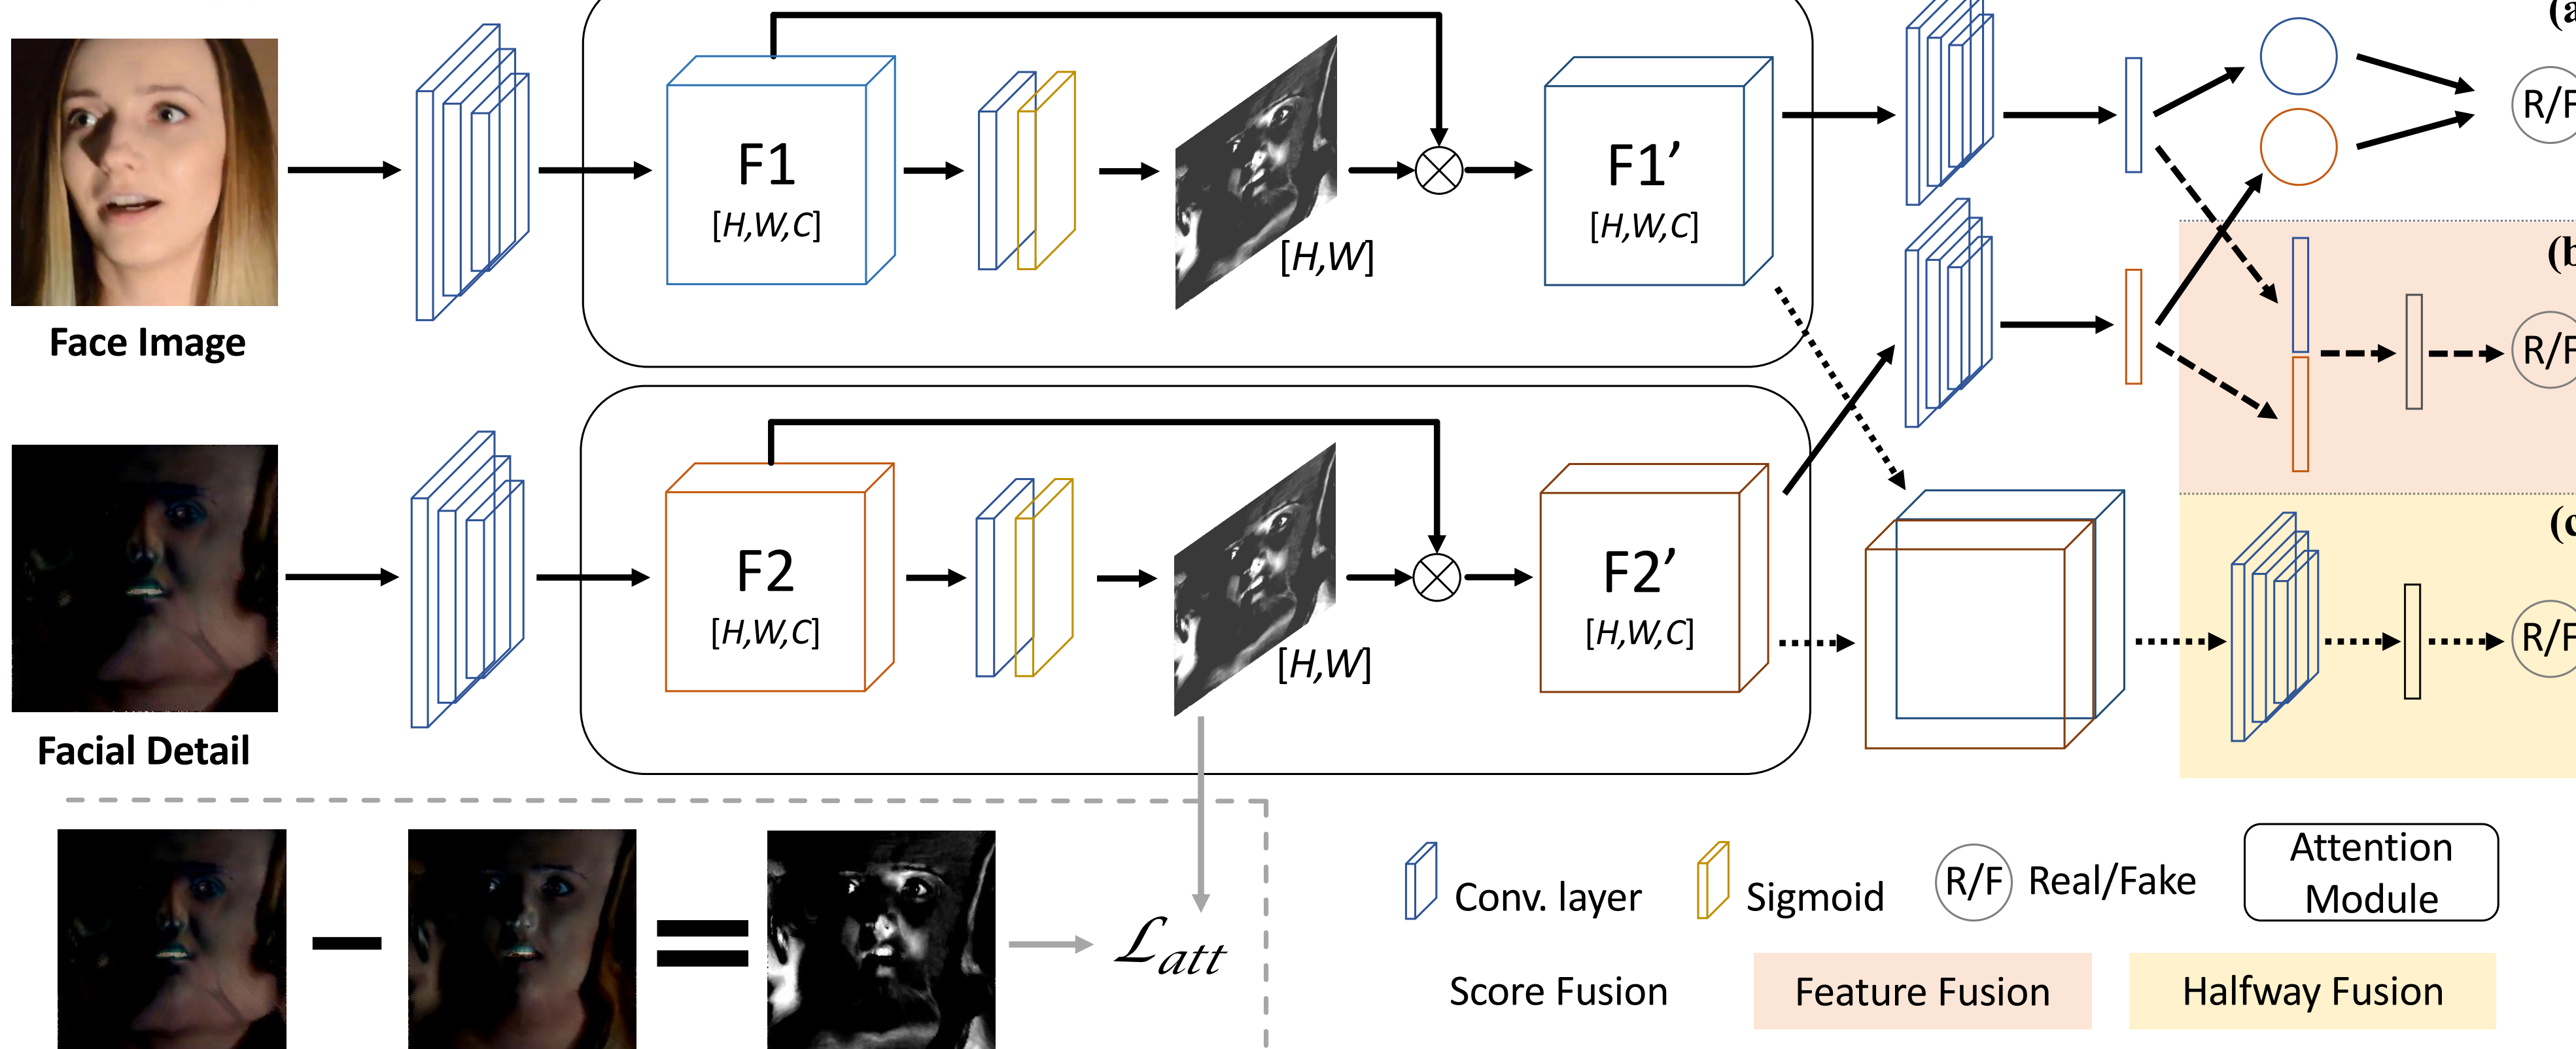 Face Image
F1
[H,W,C]
[H,W]
F1’
[H,W,C]
(a
R/F
(b
R/F
Facial Detail
F2
[H,W,C]
[H,W]
F2’
[H,W,C]
(c
R/F
ℒatt
Conv. layer
Sigmoid
R/F
Real/Fake
Attention
Module
Score Fusion
Feature Fusion
Halfway Fusion